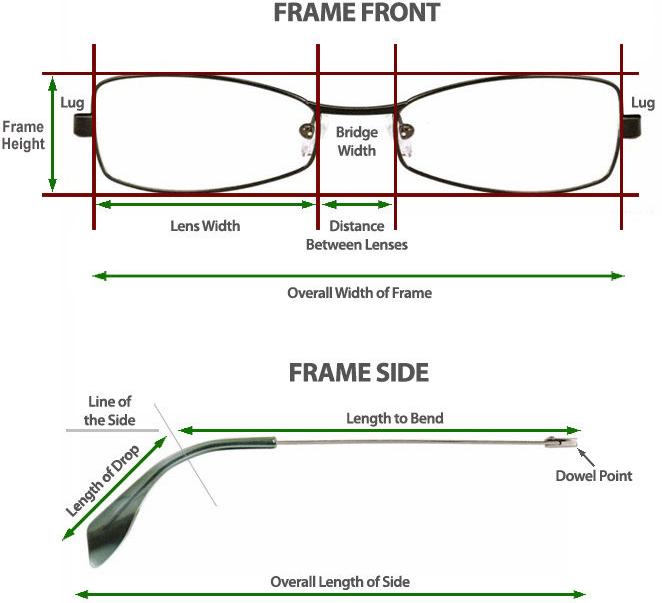 FRAME FRONT
Lug
Lug
Frame
Height
Bridge
Width
Lens Width
Distance
Between Lenses
Overall Width of Frame
FRAME SIDE
Line of
the Side
Length to Bend
Length of Drop
Dowel Point
Overall Length of Side